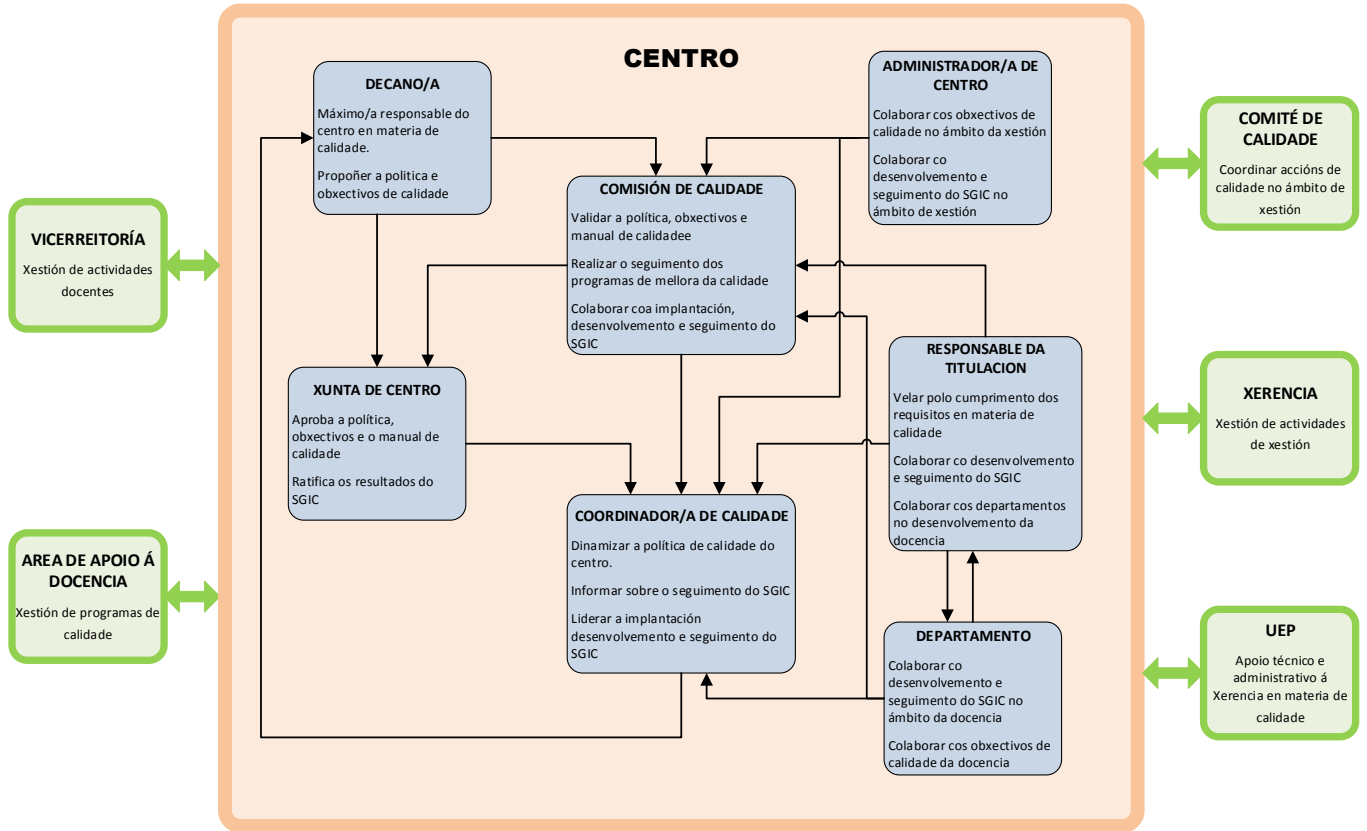 CENTRO
DECANO/A
Máximo/a responsable do
centro en materia de
calidade.
Propoñer a politica e
obxectivos de calidade
ADMINISTRADOR/A DE
CENTRO
Colaborar cos obxectivos de
calidade no ámbito da xestión
Colaborar co
desenvolvemento e
seguimento do SGIC no
ámbito de xestión
COMISIÓN DE CALIDADE
Validar a política, obxectivos e
manual de calidadee
Realizar o seguimento dos
programas de mellora da calidade
Colaborar coa implantación,
desenvolvemento e seguimento do
SGIC
XUNTA DE CENTRO
Aproba a política,
obxectivos e o manual de
calidade
Ratifica os resultados do
SGIC
RESPONSABLE DA
TITULACION
Velar polo cumprimento dos
requisitos en materia de
calidade
Colaborar co desenvolvemento
e seguimento do SGIC
Colaborar cos departamentos
no desenvolvemento da
docencia
COORDINADOR/A DE CALIDADE
Dinamizar a política de calidade do
centro.
Informar sobre o seguimento do SGIC
Liderar a implantación
desenvolvemento e seguimento do
SGIC
DEPARTAMENTO
Colaborar co
desenvolvemento e
seguimento do SGIC no
ámbito da docencia
Colaborar cos obxectivos de
calidade da docencia
VICERREITORÍA
Xestión de actividades
docentes
AREA DE APOIO Á
DOCENCIA
Xestión de programas de
calidade
COMITÉ DE
CALIDADE
Coordinar accións de
calidade no ámbito de
xestión
XERENCIA
Xestión de actividades
de xestión
UEP
Apoio técnico e
administrativo á
Xerencia en materia de
calidade